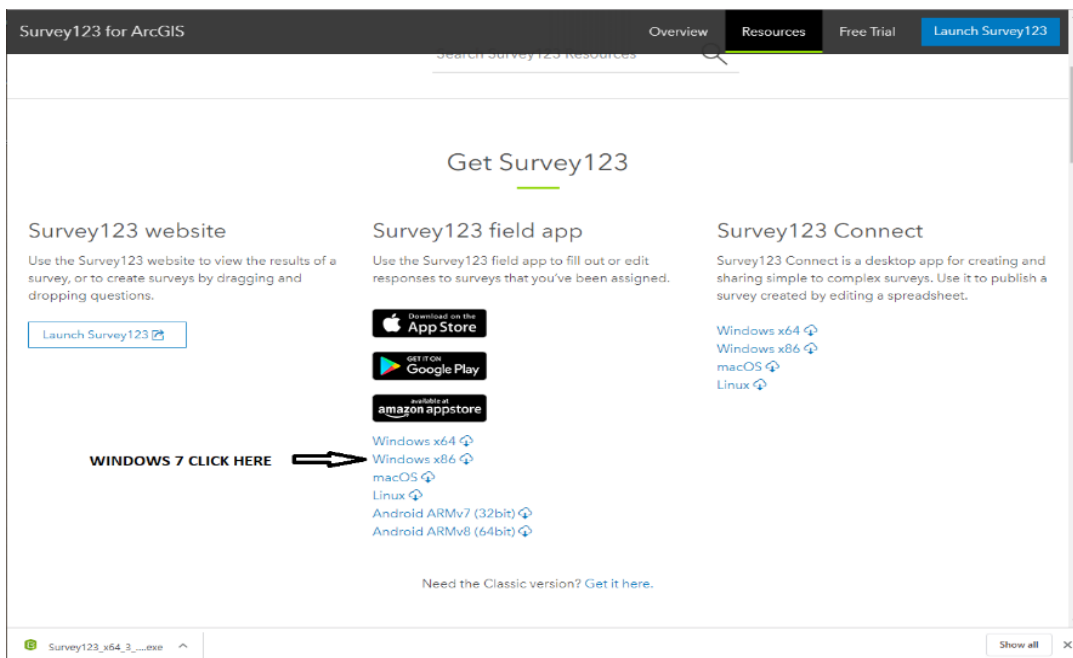 Survey123 for ArcGIS
Overview
Resources
Free Trial
Launch Survey123
Search Survey123 Resources
Get Survey123
Survey123 website
Use the Survey123 website to view the results of a
survey, or to create surveys by dragging and
dropping questions.
Launch Survey123
Survey123 field app
Use the Survey123 field app to fill out or edit
responses to surveys that you've been assigned.
Download on the
App Store
GET IT ON
Google Play
available at
amazon appstore
Windows x64
WINDOWS 7 CLICK HERE
Windows x86
macOS
Linux
Android ARMv7 (32bit)
Android ARMv8 (64bit)
Survey123 Connect
Survey123 Connect is a desktop app for creating and
sharing simple to complex surveys. Use it to publish a
survey created by editing a spreadsheet.
Windows x64
Windows x86
macOS
Linux
Need the Classic version? Get it here.
Survey123_x64_3_....exe
Show all